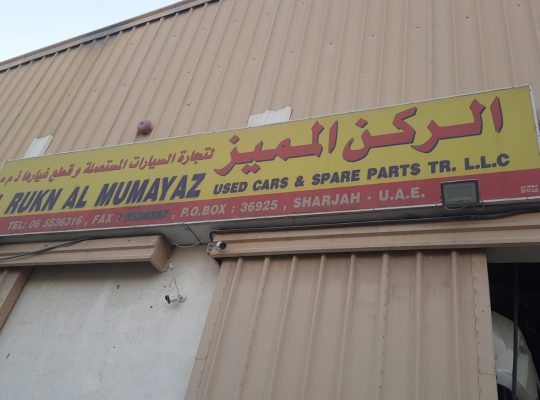 الركن المميز لتجارة السيارات المستعملة و قطع غيارها ذ م م
RUKN AL MUMAYAZ USED CARS & SPARE PARTS TR. L.L.C
TEL: 06 5536316 , FAX : , P.O.BOX : 36925 , SHARJAH - U.A.E.